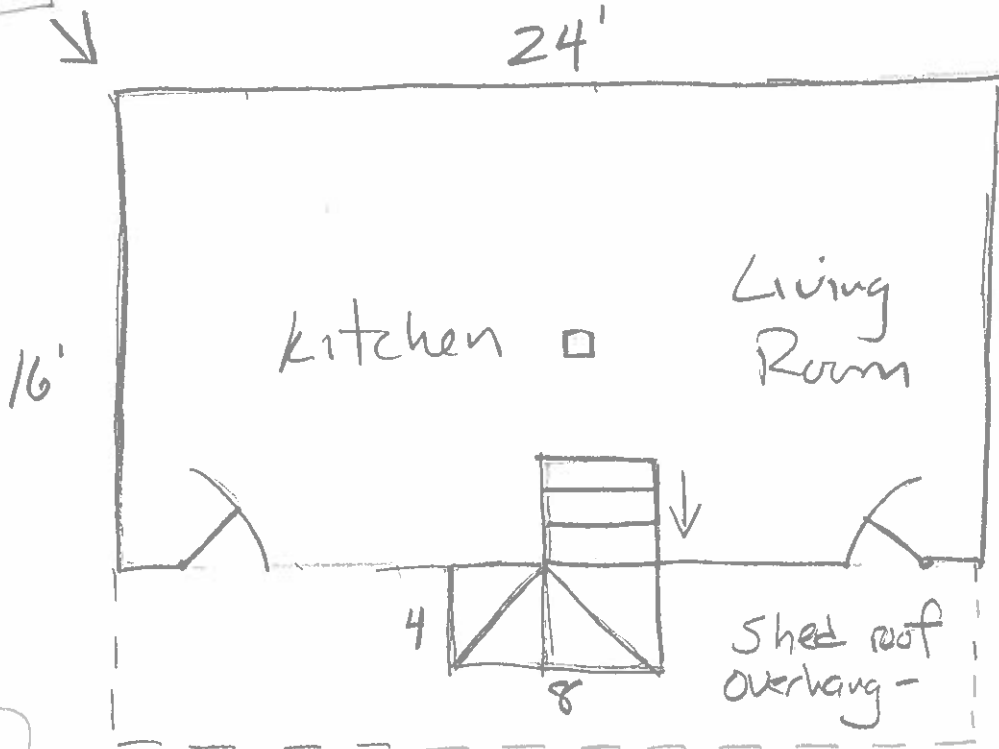 24'
Living
Room
kitchen
16'
4
8
Shed roof
overhang -